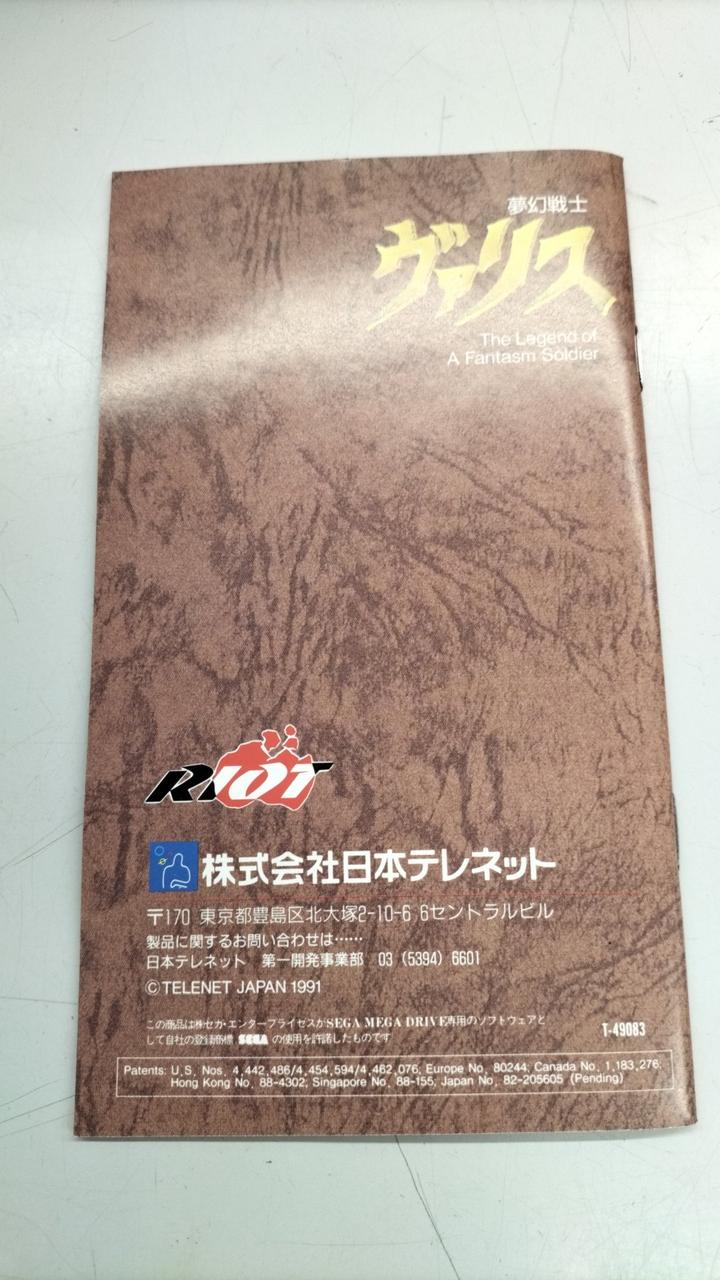 夢幻戦士
ヴァリス
The Legend of
A Fantasm Soldier
RIOT
株式会社日本テレネット
〒170 東京都豊島区北大塚2-10-6 6セントラルビル
製品に関するお問い合わせは……
日本テレネット 第一開発事業部 03（5394）6601
©TELENET JAPAN 1991
この商品は㈱セガ・エンタープライゼスがSEGA MEGA DRIVE専用のソフトウェアと
して自社の登録商標 SEGA の使用を許諾したものです
T-49083
Patents: U.S. Nos. 4,442,486/4,454,594/4,462,076; Europe No. 80244; Canada No. 1,183,276;
Hong Kong No. 88-4302; Singapore No. 88-155; Japan No. 82-205605 (Pending)